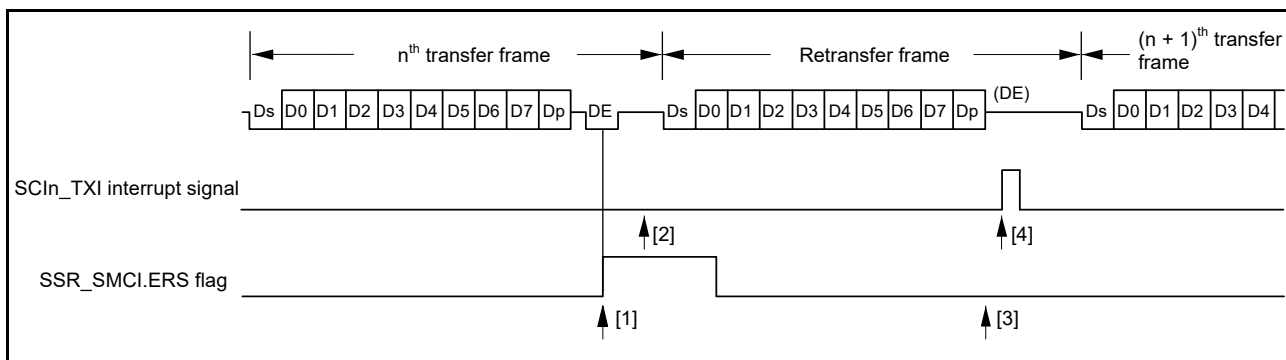 nth transfer frame
Retransfer frame
(n + 1)th transfer
frame
Ds D0 D1 D2 D3 D4 D5 D6 D7 Dp DE Ds D0 D1 D2 D3 D4 D5 D6 D7 Dp (DE) Ds D0 D1 D2 D3 D4
SCIn_TXI interrupt signal
[2] [4]
SSR_SMCI.ERS flag
[1] [3]